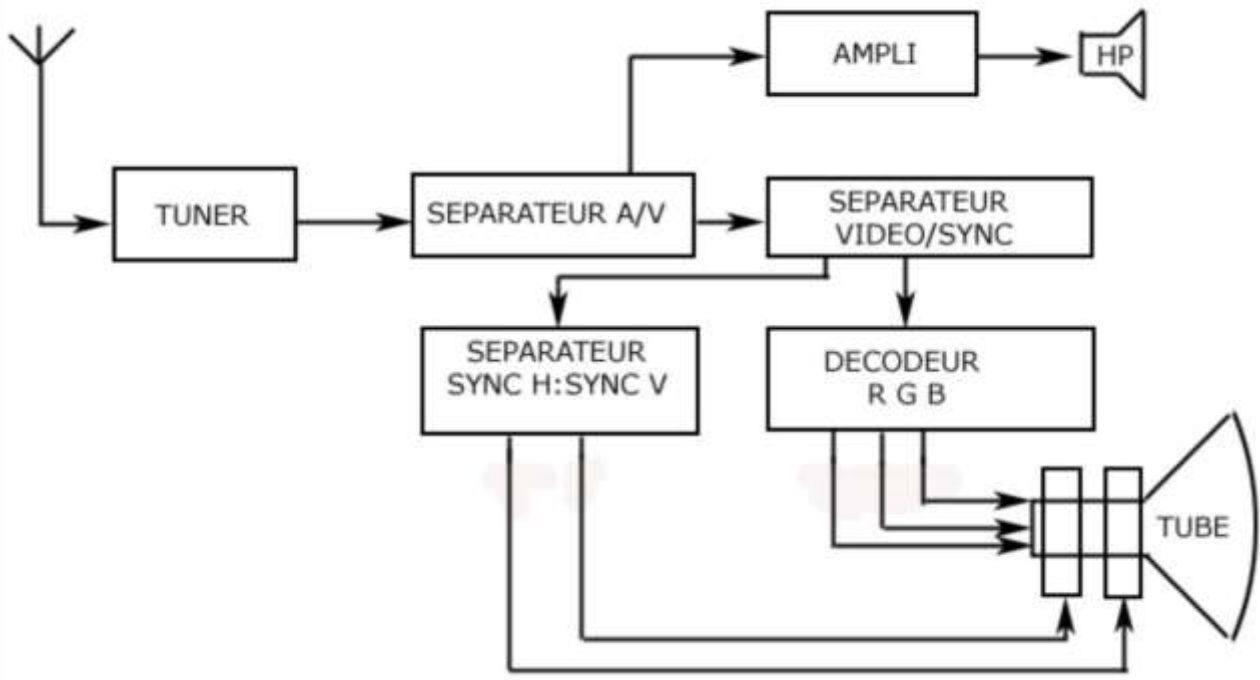 AMPLI
HP
TUNER
SEPARATEUR A/V
SEPARATEUR
VIDEO/SYNC
SEPARATEUR
SYNC H:SYNC V
DECODEUR
R G B
TUBE